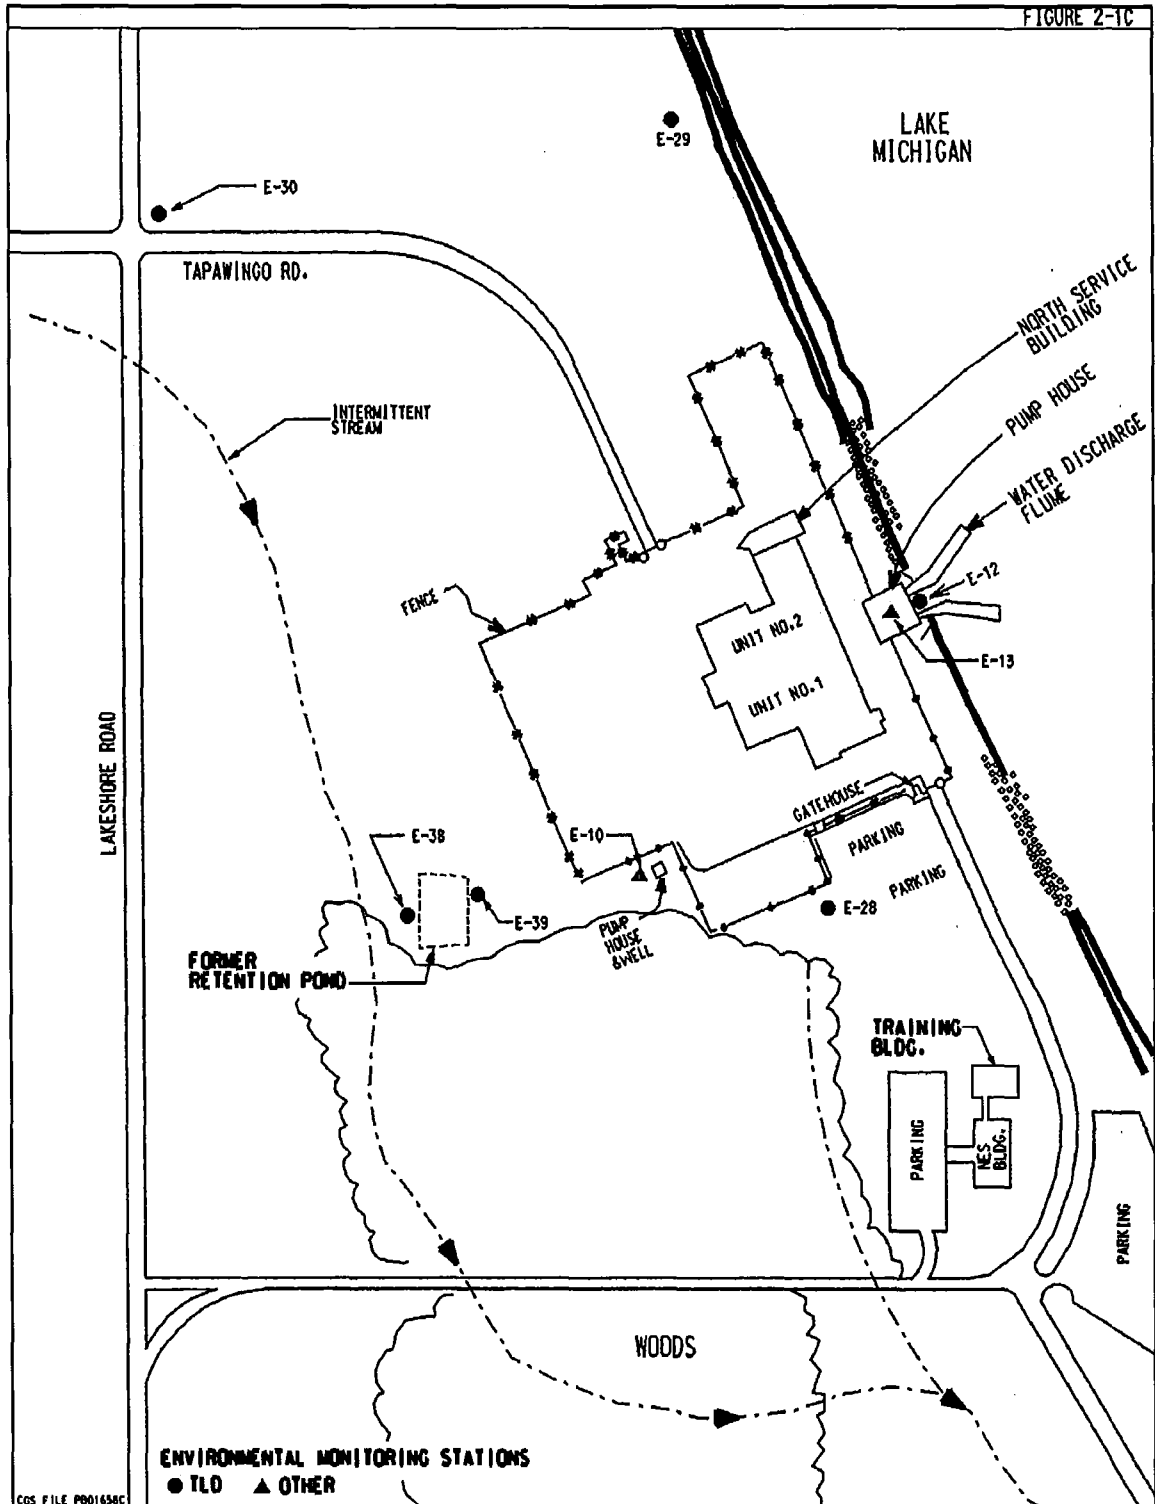 FIGURE 2-1C
LAKE
MICHIGAN
E-29
E-30
TAPAWINGO RD.
NORTH SERVICE
BUILDING
PUMP HOUSE
WATER DISCHARGE
FLUME
INTERMITTENT
STREAM
E-12
FENCE
UNIT NO.2
E-13
UNIT NO.1
LAKESHORE ROAD
GATEHOUSE
E-38
E-10
PARKING
PARKING
E-39
E-28
PUMP
HOUSE
&WELL
FORMER
RETENTION POND
TRAINING
BLDG.
PARKING
NES
BLDG.
PARKING
WOODS
ENVIRONMENTAL MONITORING STATIONS
TLD OTHER
CGS FILE PB01658C